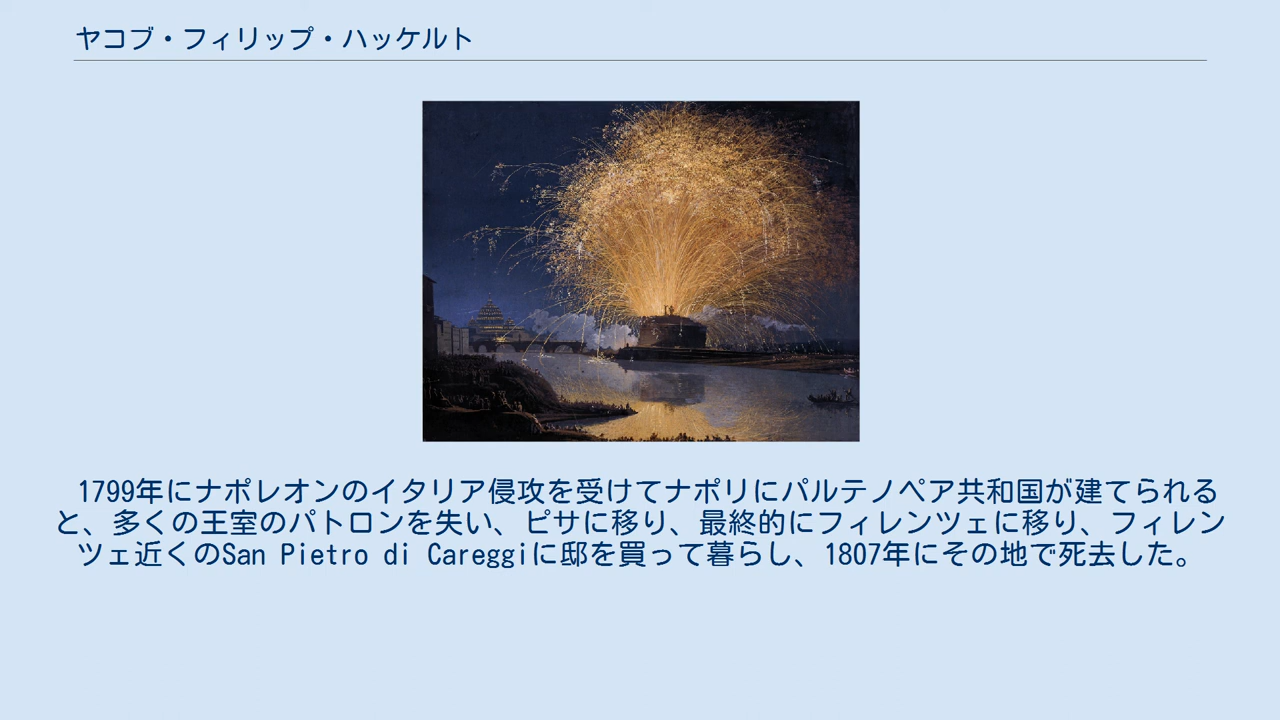 ヤコブ・フィリップ・ハッケルト
1799年にナポレオンのイタリア侵攻を受けてナポリにパルテノペア共和国が建てられる
と、多くの王室のパトロンを失い、ピサに移り、最終的にフィレンツェに移り、フィレン
ツェ近くのSan Pietro di Careggiに邸を買って暮らし、1807年にその地で死去した。